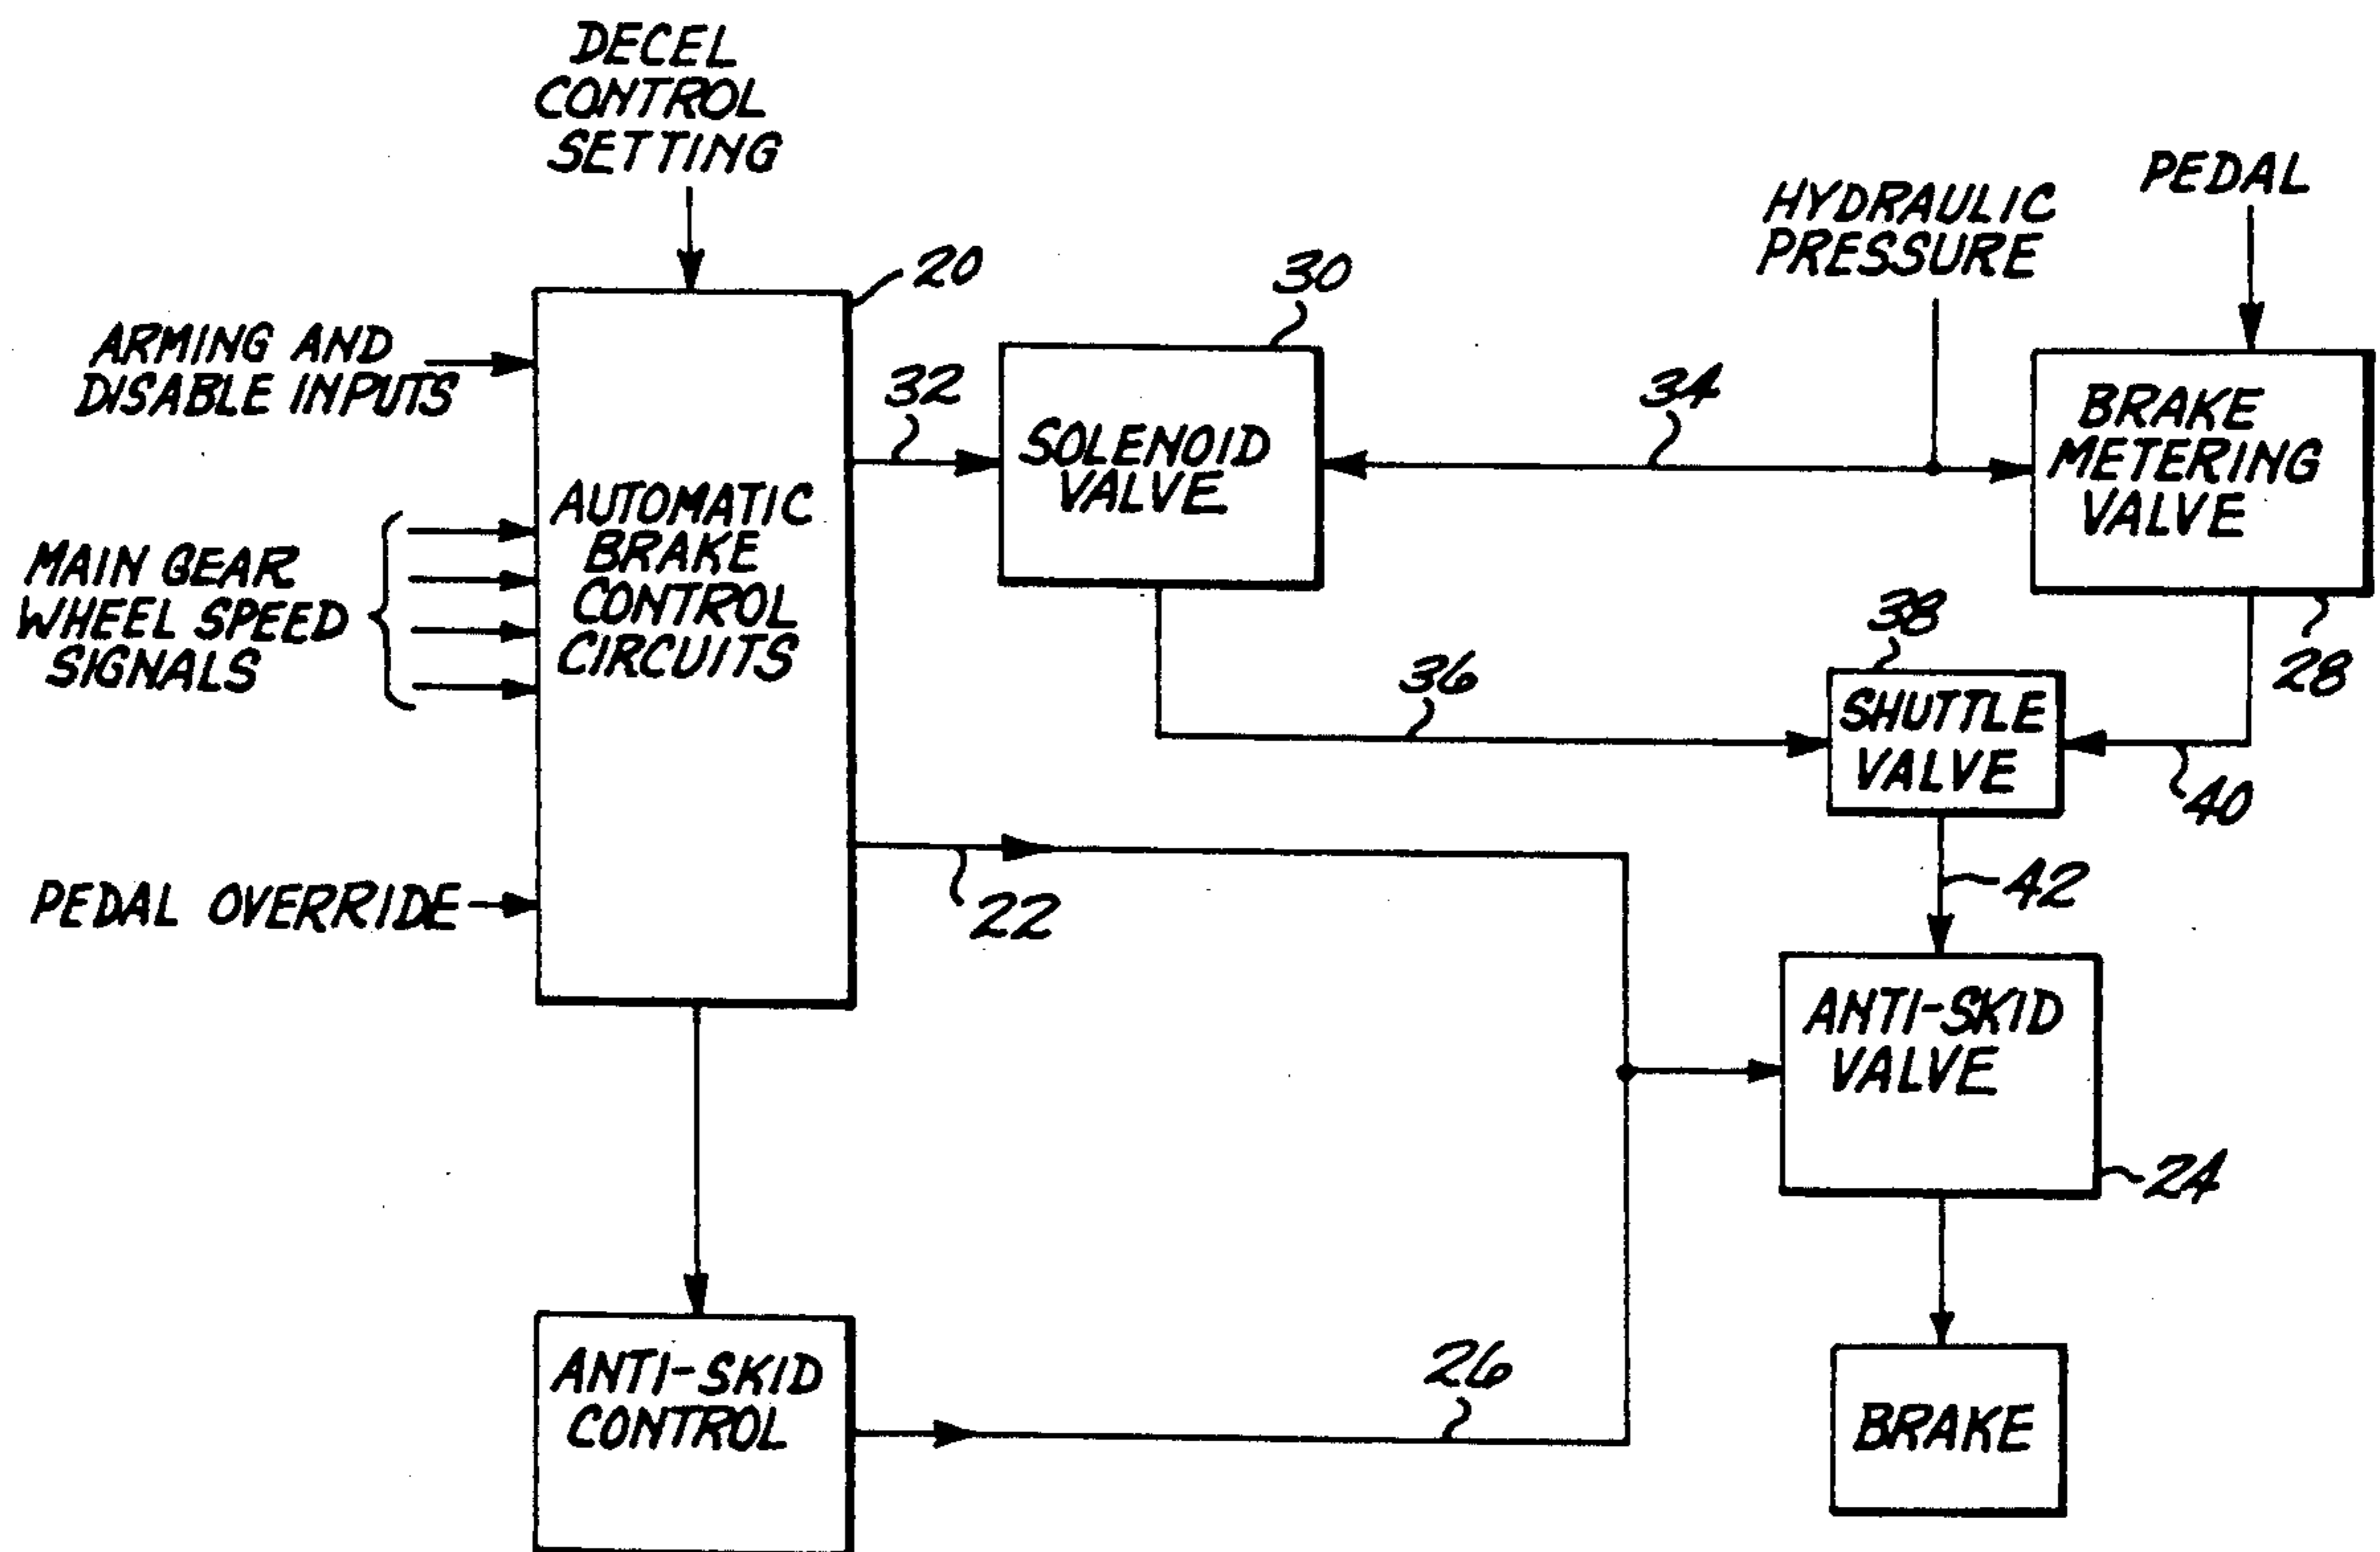 DECEL
CONTROL
SETTING
20
ARMING AND
DISABLE INPUTS
MAIN GEAR
WHEEL SPEED
SIGNALS
PEDAL OVERRIDE
AUTOMATIC
BRAKE
CONTROL
CIRCUITS
32
30
SOLENOID
VALVE
34
HYDRAULIC
PRESSURE
PEDAL
BRAKE
METERING
VALVE
28
36
38
SHUTTLE
VALVE
40
22
42
ANTI-SKID
VALVE
24
ANTI-SKID
CONTROL
26
BRAKE